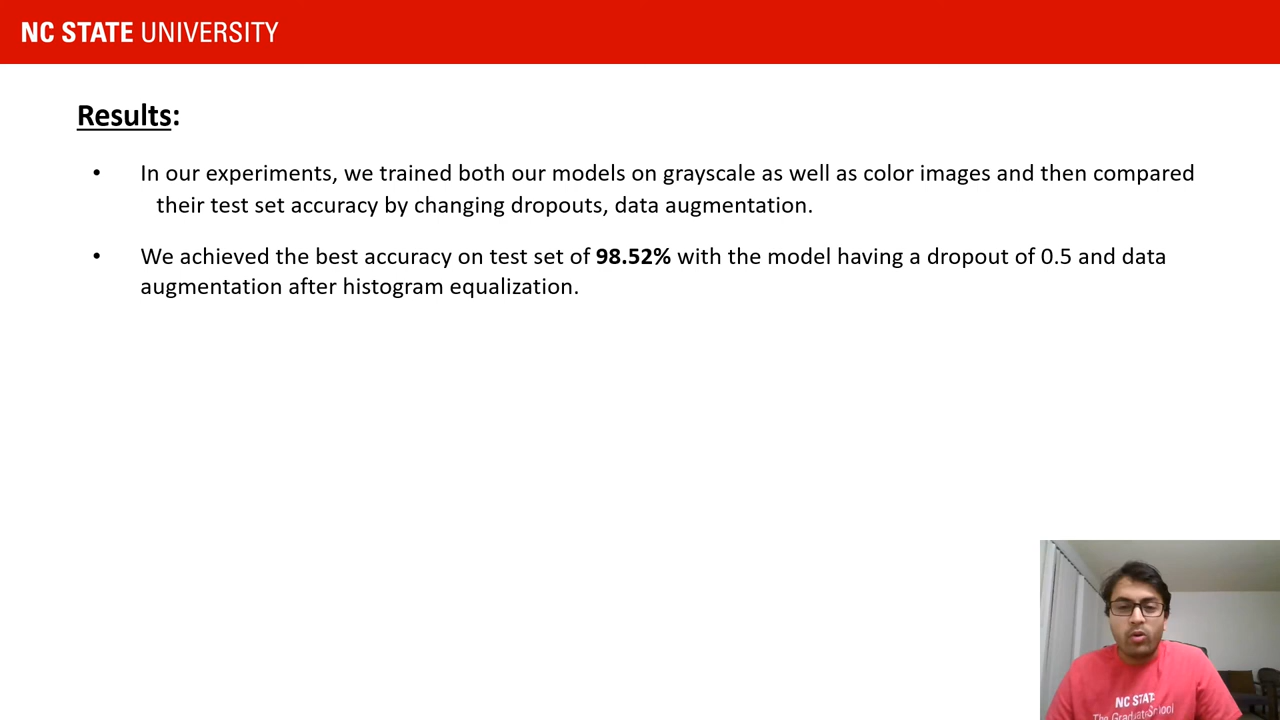 NC STATE UNIVERSITY
Results:
• In our experiments, we trained both our models on grayscale as well as color images and then compared
their test set accuracy by changing dropouts, data augmentation.
• We achieved the best accuracy on test set of 98.52% with the model having a dropout of 0.5 and data
augmentation after histogram equalization.
NC STATE
The Graduate School